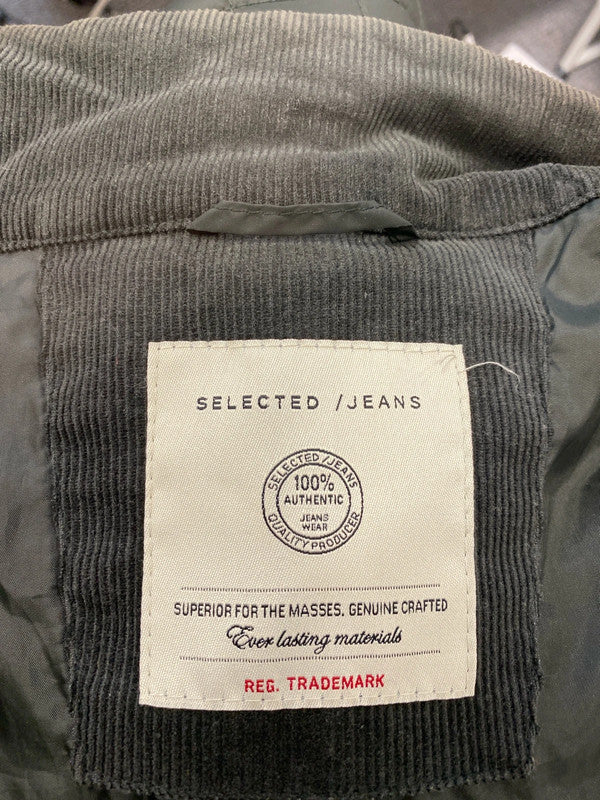 SELECTED /JEANS
SELECTED/JEANS
100%
AUTHENTIC
JEANS
WEAR
QUALITY PRODUCER
SUPERIOR FOR THE MASSES. GENUINE CRAFTED
Ever lasting materials
REG. TRADEMARK